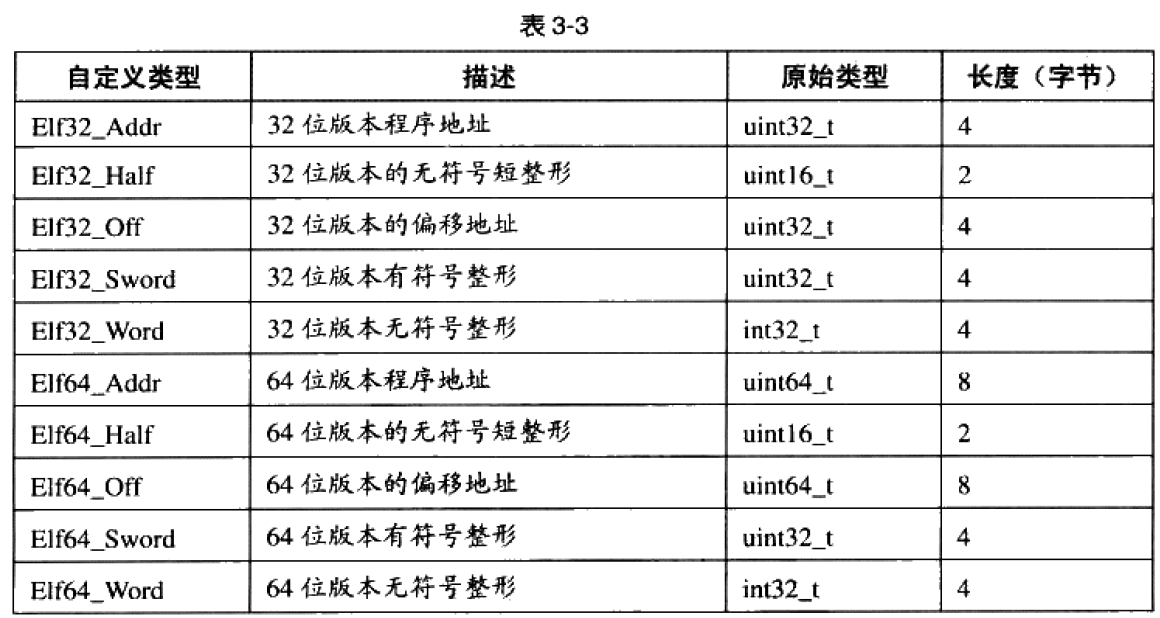 表 3-3
自定义类型 描述 原始类型 长度（字节）
Elf32_Addr 32 位版本程序地址 uint32_t 4
Elf32_Half 32 位版本的无符号短整形 uint16_t 2
Elf32_Off 32 位版本的偏移地址 uint32_t 4
Elf32_Sword 32 位版本有符号整形 uint32_t 4
Elf32_Word 32 位版本无符号整形 int32_t 4
Elf64_Addr 64 位版本程序地址 uint64_t 8
Elf64_Half 64 位版本的无符号短整形 uint16_t 2
Elf64_Off 64 位版本的偏移地址 uint64_t 8
Elf64_Sword 64 位版本有符号整形 uint32_t 4
Elf64_Word 64 位版本无符号整形 int32_t 4